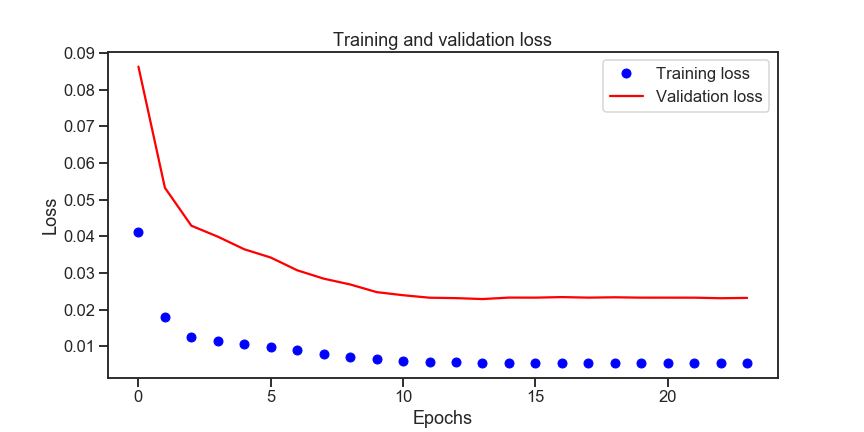 Training and validation loss
Training loss
Validation loss
Loss
0.09
0.08
0.07
0.06
0.05
0.04
0.03
0.02
0.01
0 5 10 15 20
Epochs